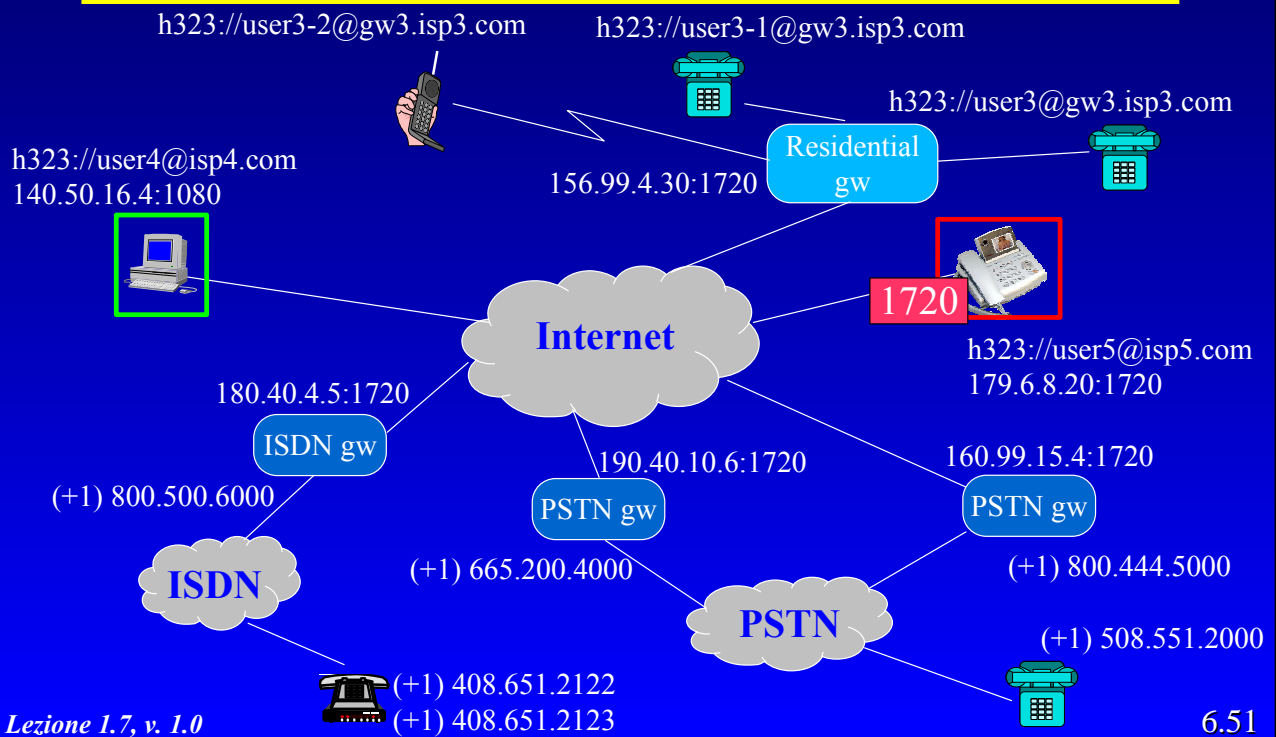 h323://user3-2@gw3.isp3.com
h323://user3-1@gw3.isp3.com
h323://user3@gw3.isp3.com
h323://user4@isp4.com
140.50.16.4:1080
Residential
gw
156.99.4.30:1720
1720
Internet
h323://user5@isp5.com
179.6.8.20:1720
180.40.4.5:1720
ISDN gw
190.40.10.6:1720
160.99.15.4:1720
(+1) 800.500.6000
PSTN gw
PSTN gw
(+1) 665.200.4000
(+1) 800.444.5000
ISDN
PSTN
(+1) 508.551.2000
(+1) 408.651.2122
(+1) 408.651.2123
Lezione 1.7, v. 1.0
6.51